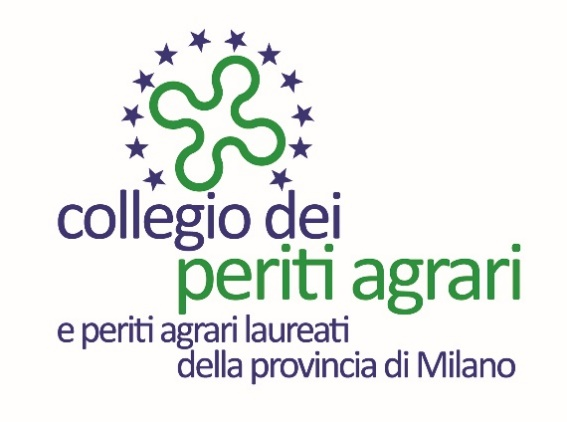 collegio dei
periti agrari
e periti agrari laureati
della provincia di Milano